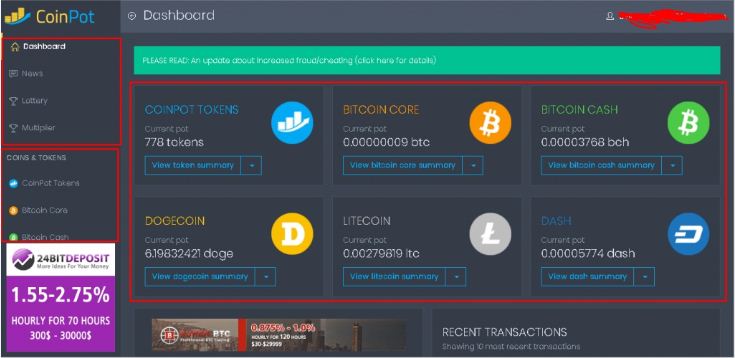 CoinPot
Dashboard
Dashboard
News
Lottery
Multiplier
COINS & TOKENS
CoinPot Tokens
Bitcoin Core
Bitcoin Cash
24BITDEPOSIT
More Ideas For Your Money
1.55-2.75%
HOURLY FOR 70 HOURS
300$ - 30000$
PLEASE READ: An update about increased fraud/cheating (click here for details)
COINPOT TOKENS
Current pot
778 tokens
View token summary
BITCOIN CORE
Current pot
0.00000009 btc
View bitcoin core summary
BITCOIN CASH
Current pot
0.00003768 bch
View bitcoin cash summary
DOGECOIN
Current pot
6.19832421 doge
View dogecoin summary
LITECOIN
Current pot
0.00279819 ltc
View litecoin summary
DASH
Current pot
0.00005774 dash
View dash summary
BTC
0.875% - 1.0%
HOURLY FOR 120 HOURS
$30-$29999
RECENT TRANSACTIONS
Showing 10 most recent transactions